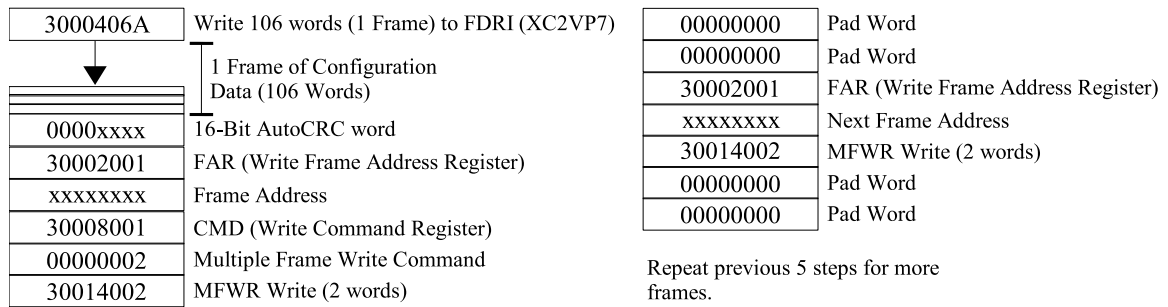 3000406A Write 106 words (1 Frame) to FDRI (XC2VP7)
1 Frame of Configuration
Data (106 Words)
0000xxxx 16-Bit AutoCRC word
30002001 FAR (Write Frame Address Register)
xxxxxxxx Frame Address
30008001 CMD (Write Command Register)
00000002 Multiple Frame Write Command
30014002 MFWR Write (2 words)
00000000 Pad Word
00000000 Pad Word
30002001 FAR (Write Frame Address Register)
xxxxxxxx Next Frame Address
30014002 MFWR Write (2 words)
00000000 Pad Word
00000000 Pad Word
Repeat previous 5 steps for more
frames.